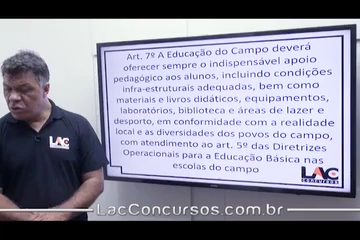 Art. 7º A Educação do Campo deverá
oferecer sempre o indispensável apoio
pedagógico aos alunos, incluindo condições
infra-estruturais adequadas, bem como
materiais e livros didáticos, equipamentos,
laboratórios, biblioteca e áreas de lazer e
desporto, em conformidade com a realidade
local e as diversidades dos povos do campo,
com atendimento ao art. 5º das Diretrizes
Operacionais para a Educação Básica nas
escolas do campo
LAC
CONCURSOS
LAC
CONCURSOS
LacConcursos.com.br